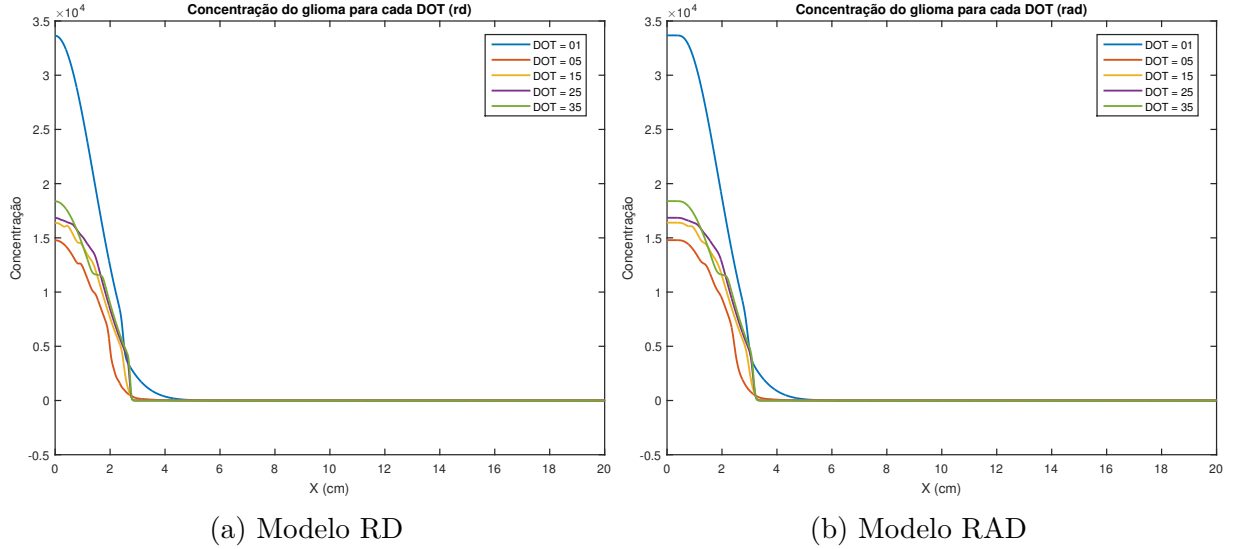 Concentração do glioma para cada DOT (rd)
×10^4
3.5
3
2.5
2
1.5
1
0.5
0
-0.5
Concentração
DOT = 01
DOT = 05
DOT = 15
DOT = 25
DOT = 35
0 2 4 6 8 10 12 14 16 18 20
X (cm)
(a) Modelo RD
Concentração do glioma para cada DOT (rad)
×10^4
3.5
3
2.5
2
1.5
1
0.5
0
-0.5
Concentração
DOT = 01
DOT = 05
DOT = 15
DOT = 25
DOT = 35
0 2 4 6 8 10 12 14 16 18 20
X (cm)
(b) Modelo RAD